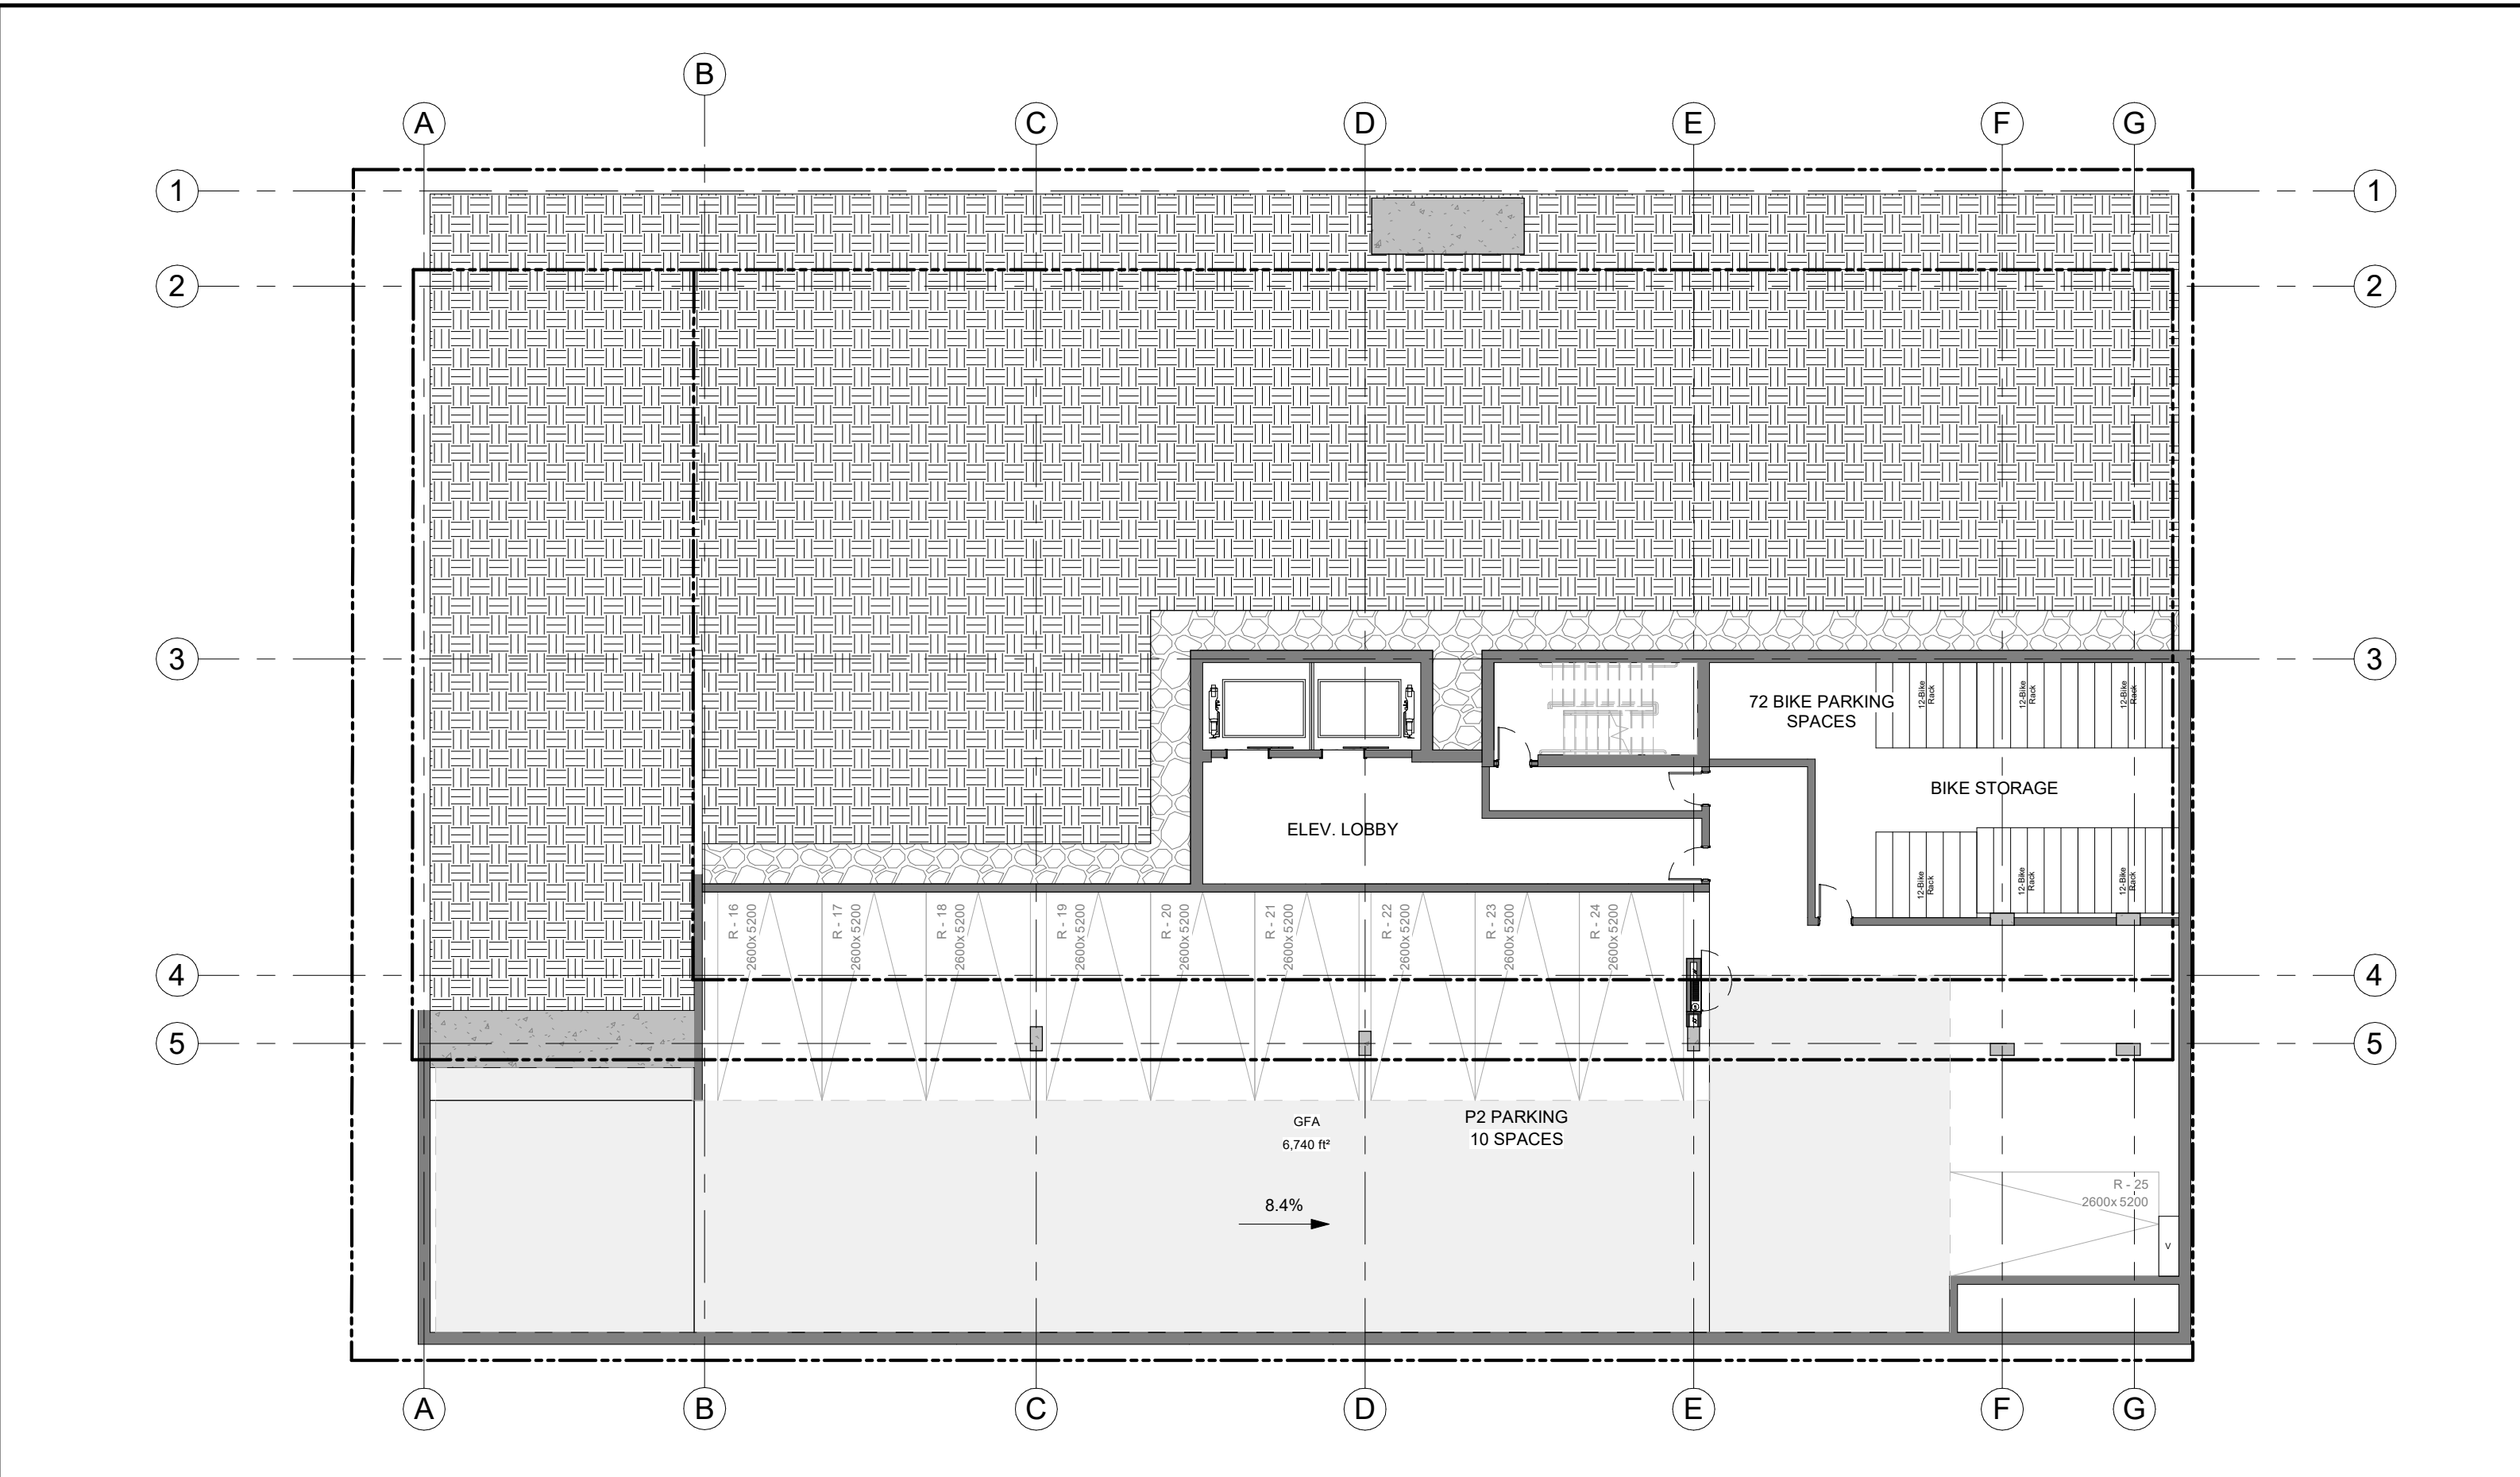 B
A
C
D
E
F
G
1
1
2
2
3
3
72 BIKE PARKING
SPACES
12-Bike
Rack
12-Bike
Rack
12-Bike
Rack
BIKE STORAGE
ELEV. LOBBY
12-Bike
Rack
12-Bike
Rack
12-Bike
Rack
R - 16
2600x5200
R - 17
2600x5200
R - 18
2600x5200
R - 19
2600x5200
R - 20
2600x5200
R - 21
2600x5200
R - 22
2600x5200
R - 23
2600x5200
R - 24
2600x5200
4
4
5
5
GFA
6,740 ft²
P2 PARKING
10 SPACES
R - 25
2600x5200
8.4%
V
A
B
C
D
E
F
G